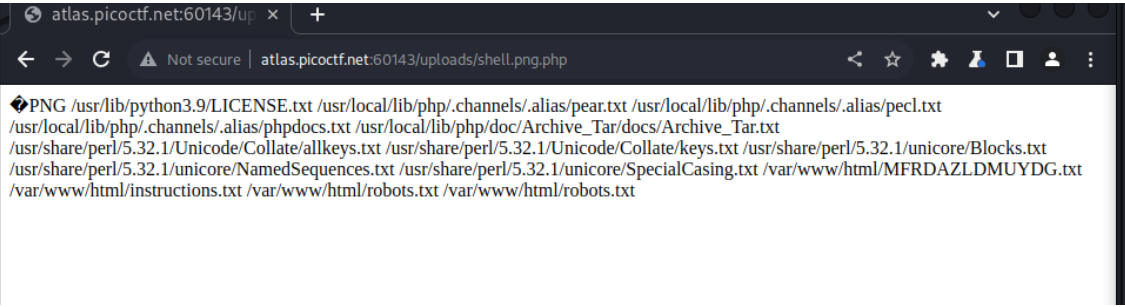 atlas.picoctf.net:60143/up
Not secure atlas.picoctf.net:60143/uploads/shell.png.php
�PNG /usr/lib/python3.9/LICENSE.txt /usr/local/lib/php/.channels/.alias/pear.txt /usr/local/lib/php/.channels/.alias/pecl.txt
/usr/local/lib/php/.channels/.alias/phpdocs.txt /usr/local/lib/php/doc/Archive_Tar/docs/Archive_Tar.txt
/usr/share/perl/5.32.1/Unicode/Collate/allkeys.txt /usr/share/perl/5.32.1/Unicode/Collate/keys.txt /usr/share/perl/5.32.1/unicore/Blocks.txt
/usr/share/perl/5.32.1/unicore/NamedSequences.txt /usr/share/perl/5.32.1/unicore/SpecialCasing.txt /var/www/html/MFRDAZLDMUYDG.txt
/var/www/html/instructions.txt /var/www/html/robots.txt /var/www/html/robots.txt